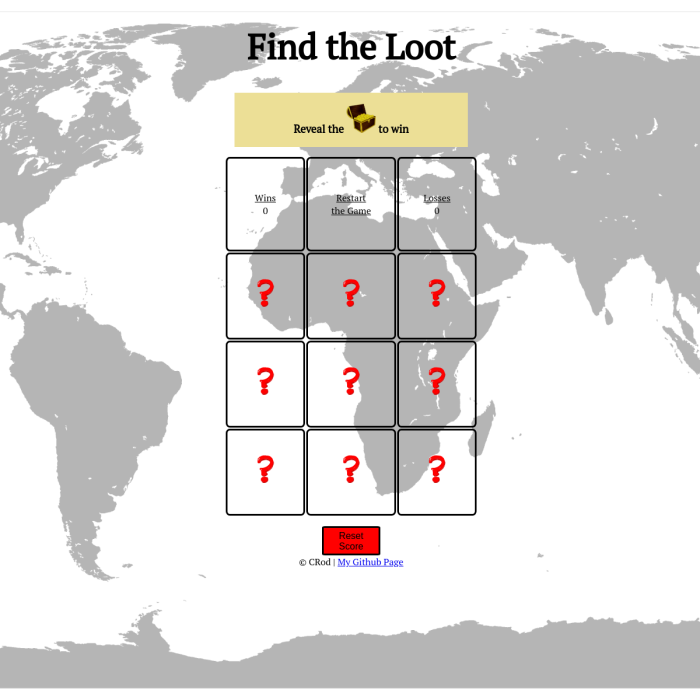 Find the Loot
Reveal the to win
Wins
0
Restart
the Game
Losses
0
? ? ?
? ? ?
? ? ?
Reset
Score
© CRod | My Github Page